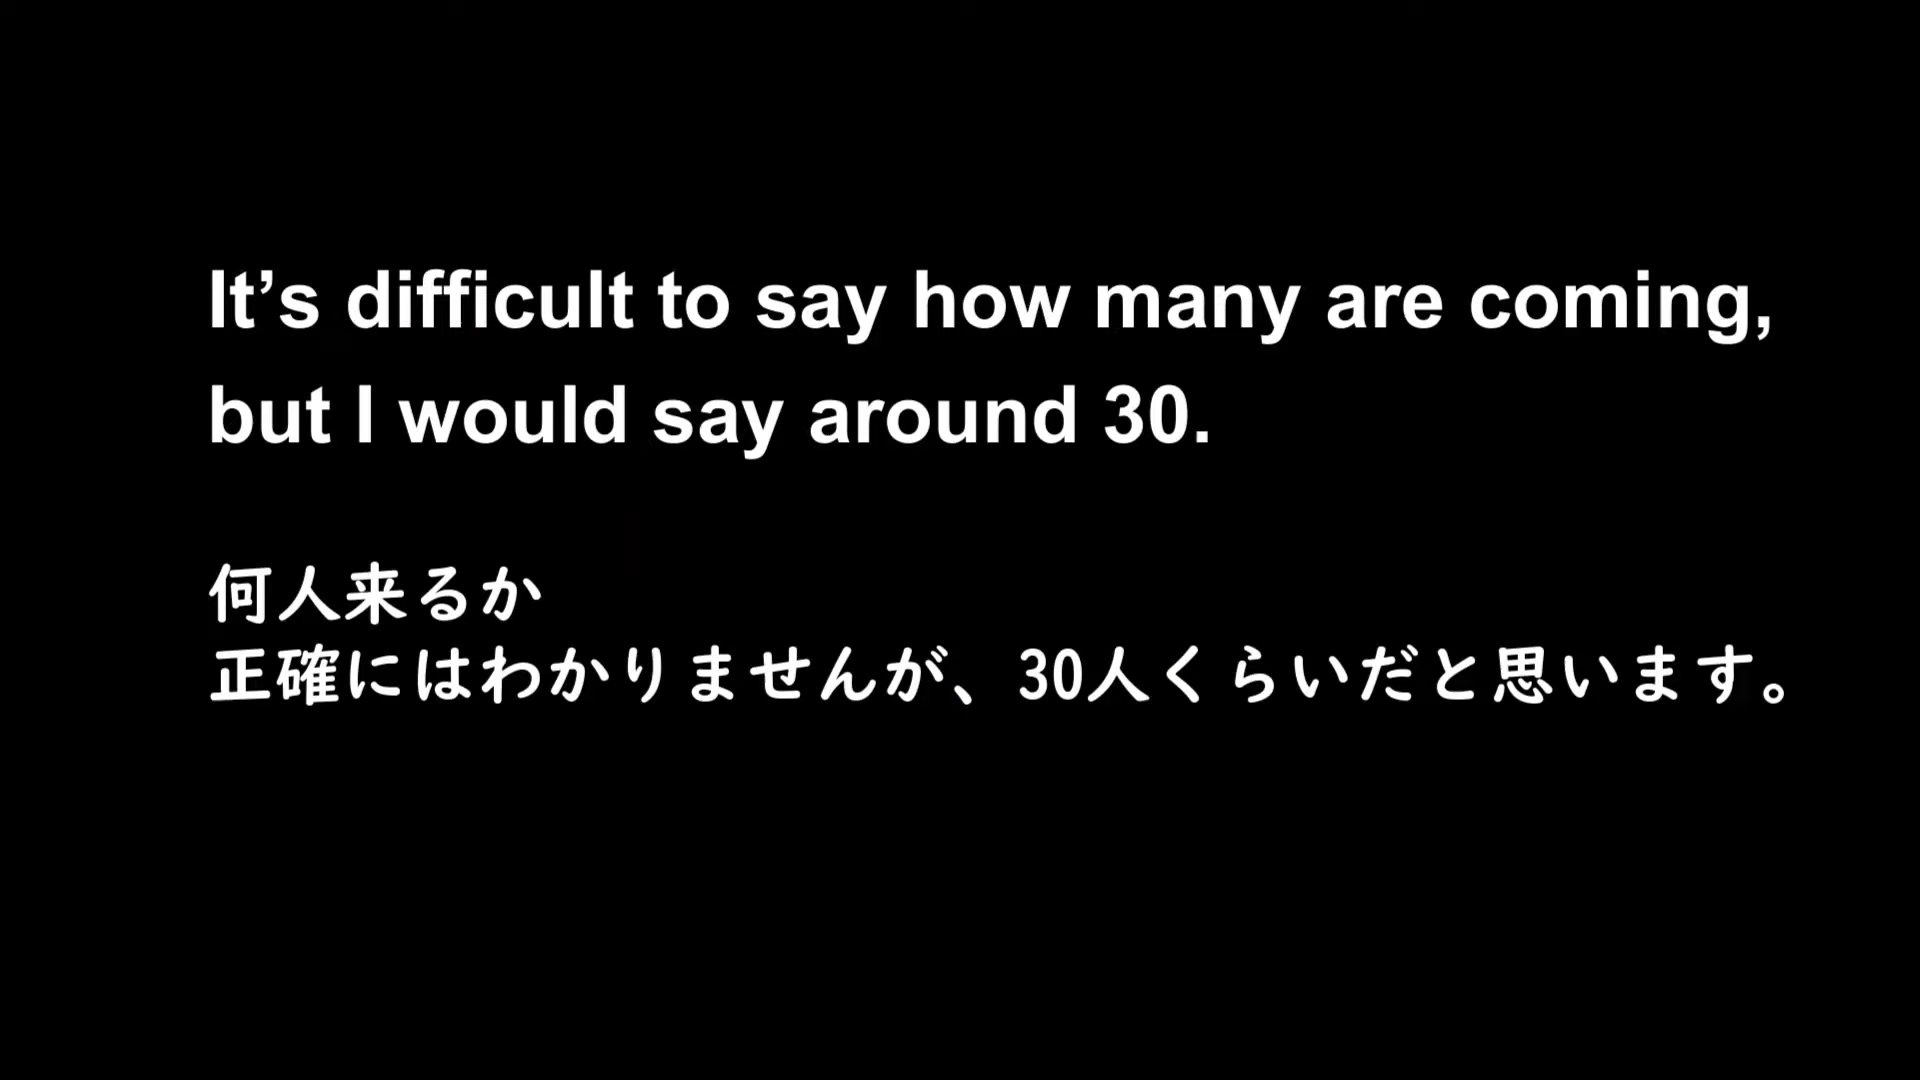 It’s difficult to say how many are coming,
but I would say around 30.
何人来るか
正確にはわかりませんが、30人くらいだと思います。